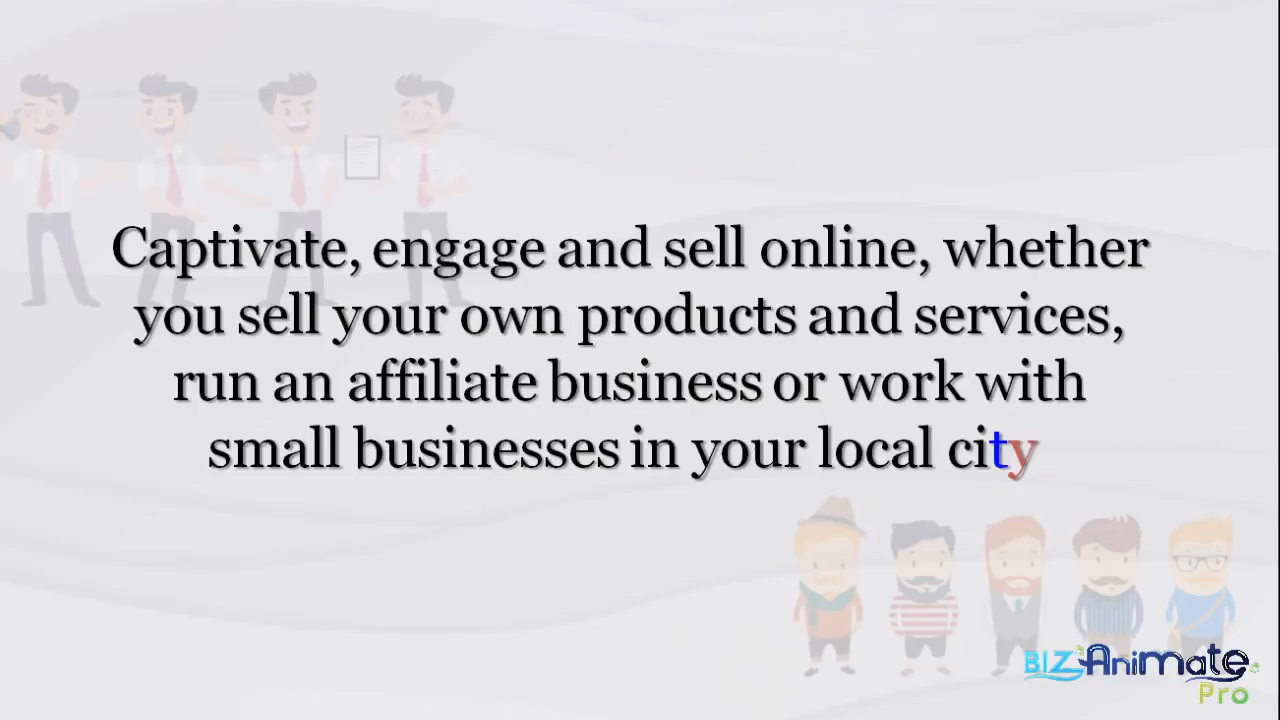 Captivate, engage and sell online, whether
you sell your own products and services,
run an affiliate business or work with
small businesses in your local city
BIZ Animate
Pro